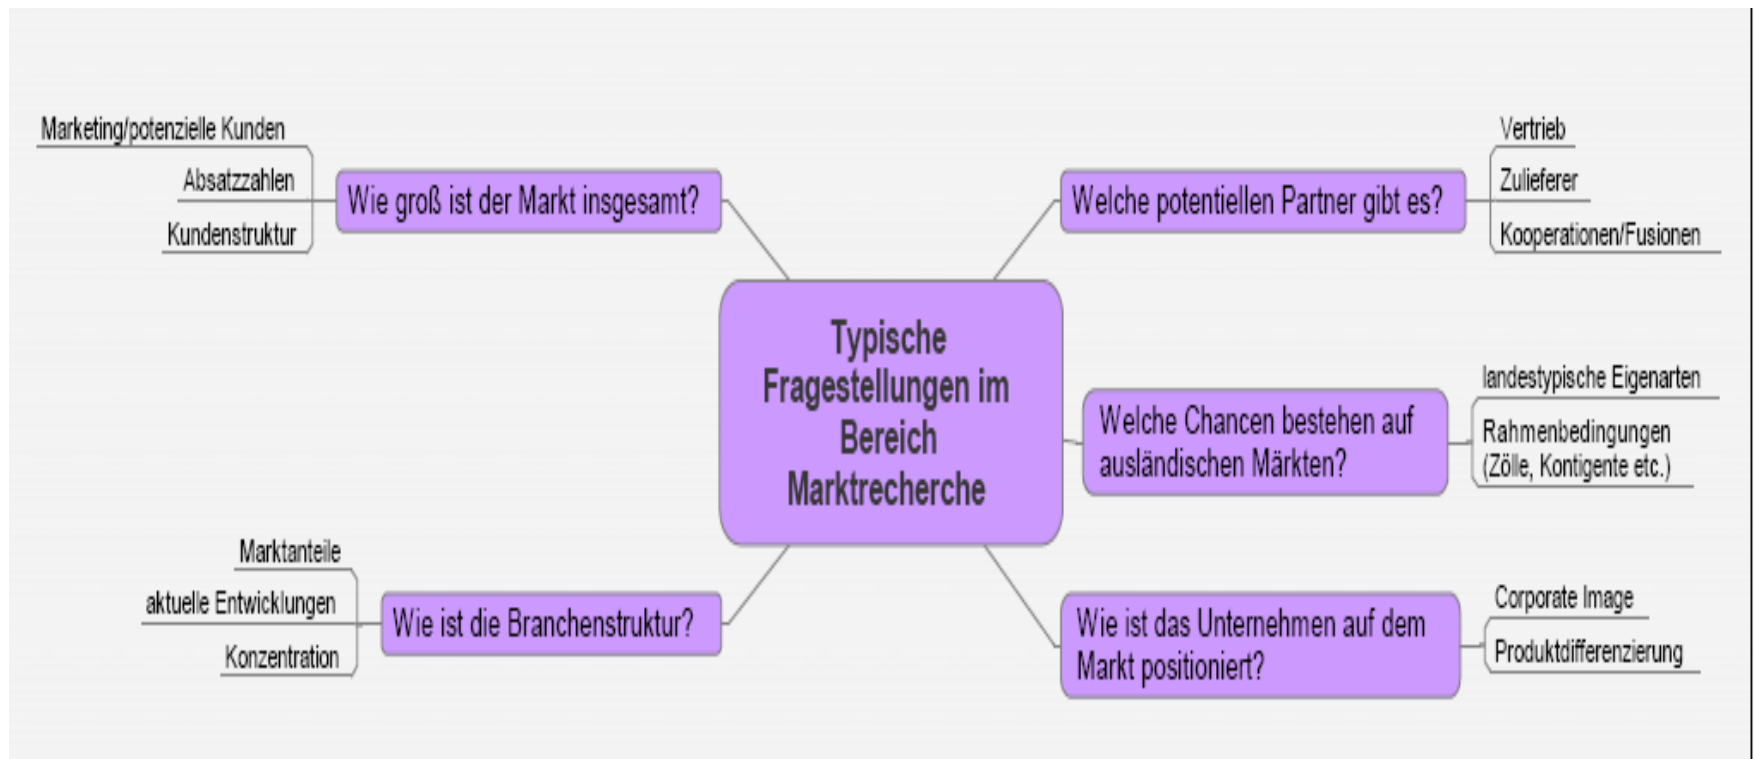 Marketing/potenzielle Kunden
Absatzzahlen
Kundenstruktur
Wie groß ist der Markt insgesamt?
Welche potentiellen Partner gibt es?
Vertrieb
Zulieferer
Kooperationen/Fusionen
Typische
Fragestellungen im
Bereich
Marktrecherche
Welche Chancen bestehen auf
ausländischen Märkten?
landestypische Eigenarten
Rahmenbedingungen
(Zölle, Kontigente etc.)
Marktanteile
aktuelle Entwicklungen
Konzentration
Wie ist die Branchenstruktur?
Wie ist das Unternehmen auf dem
Markt positioniert?
Corporate Image
Produktdifferenzierung